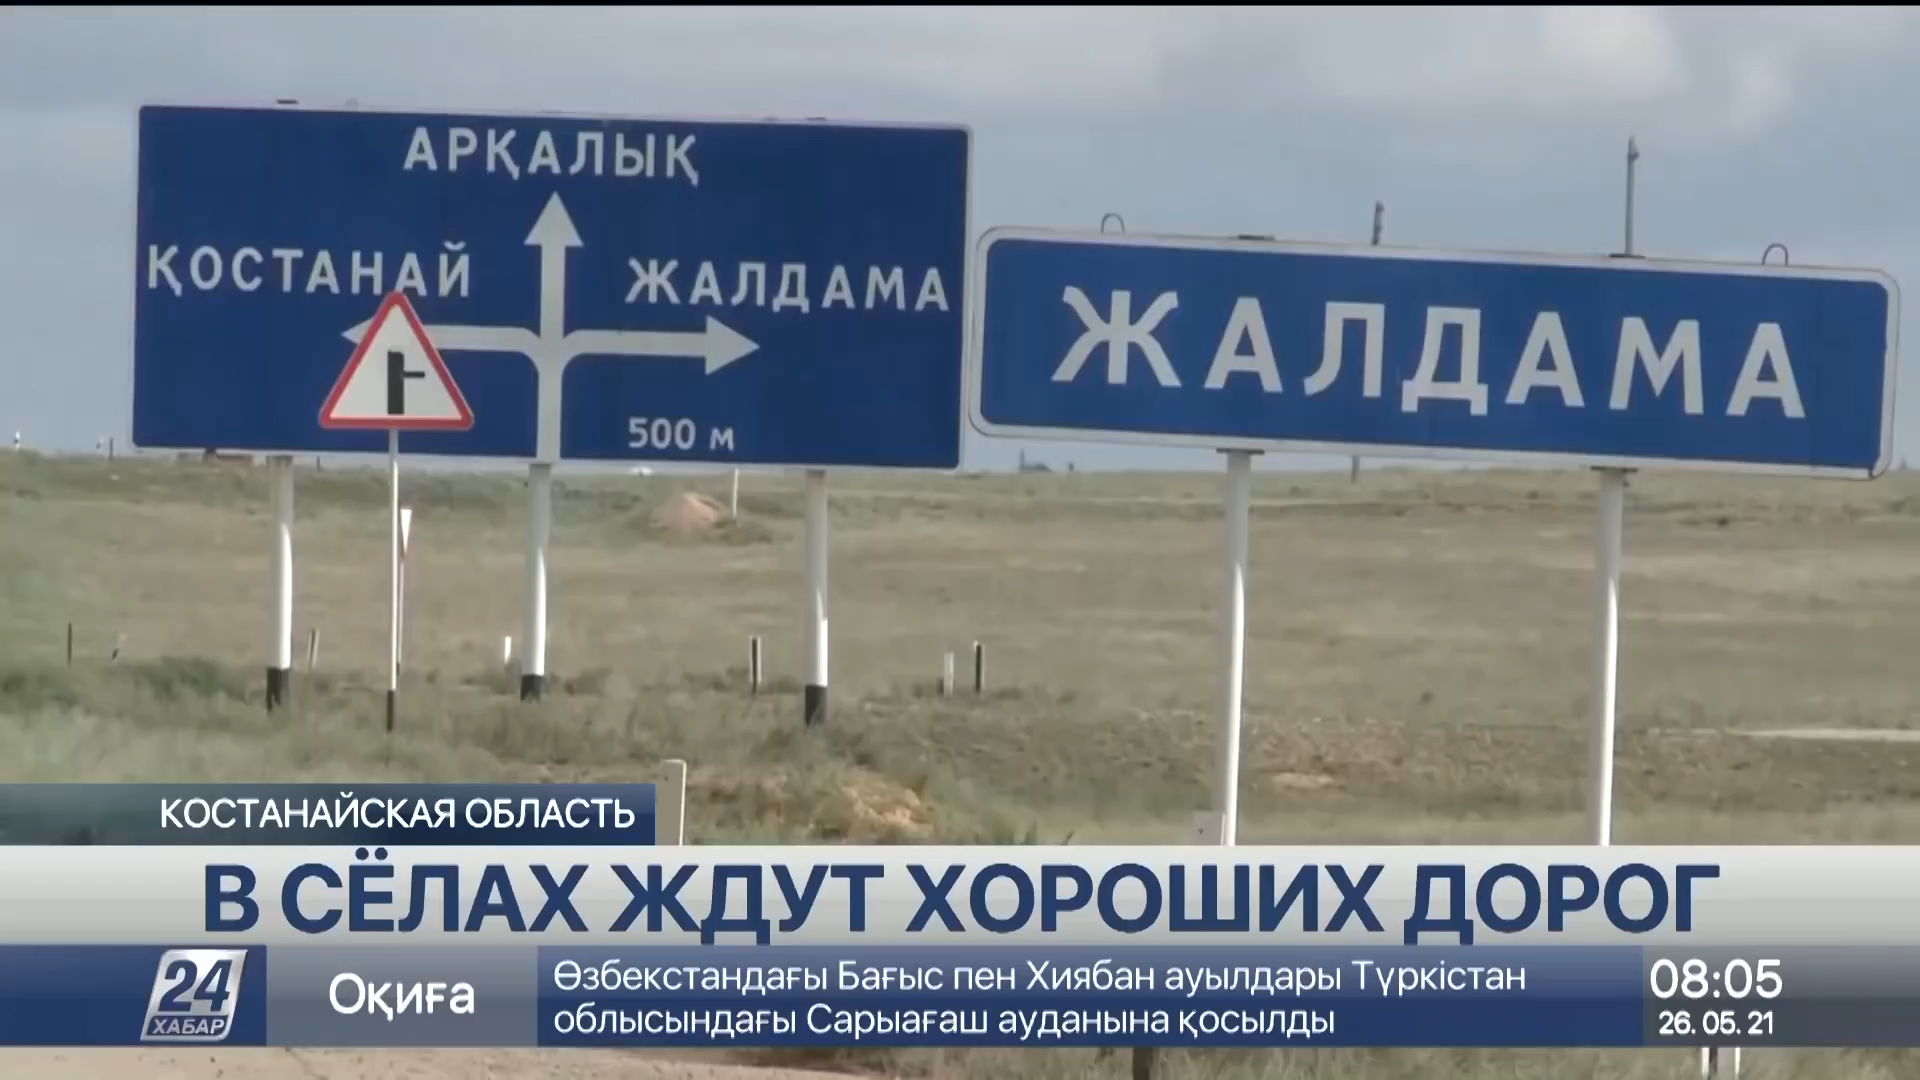 АРҚАЛЫҚ
ҚОСТАНАЙ
ЖАЛДАМА
500 м
ЖАЛДАМА
КОСТАНАЙСКАЯ ОБЛАСТЬ
В СЁЛАХ ЖДУТ ХОРОШИХ ДОРОГ
24
ХАБАР
Оқиға
Өзбекстандағы Бағыс пен Хиябан ауылдары Түркістан
облысындағы Сарыағаш ауданына қосылды
08:05
26. 05. 21